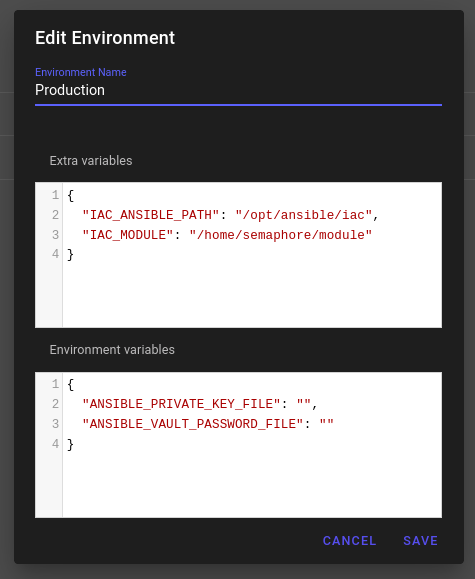 Edit Environment
Environment Name
Production
Extra variables
1 {
2   "IAC_ANSIBLE_PATH": "/opt/ansible/iac",
3   "IAC_MODULE": "/home/semaphore/module"
4 }
Environment variables
1 {
2   "ANSIBLE_PRIVATE_KEY_FILE": "",
3   "ANSIBLE_VAULT_PASSWORD_FILE": ""
4 }
CANCEL SAVE